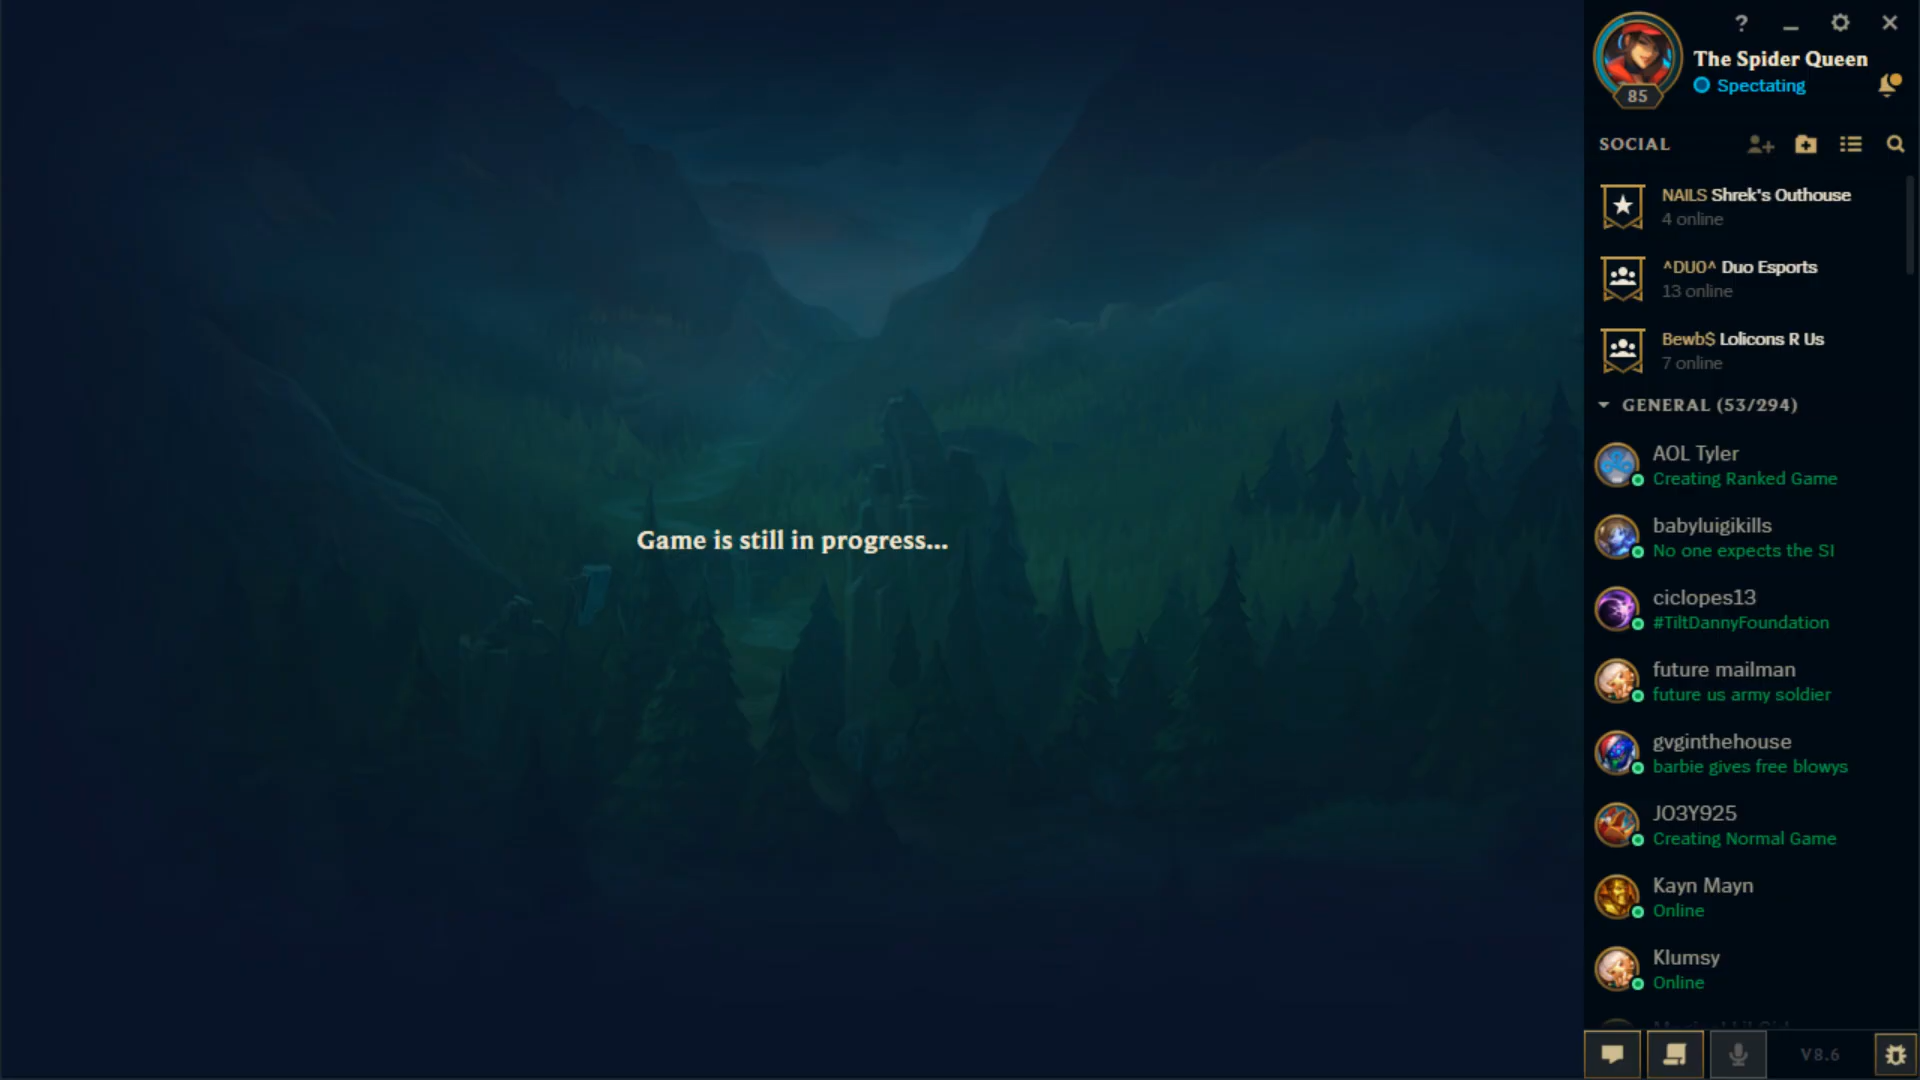 ?
The Spider Queen
Spectating
85
SOCIAL
NAILS Shrek's Outhouse
4 online
^DUO^ Duo Esports
13 online
Bewb$ Lolicons R Us
7 online
GENERAL (53/294)
AOL Tyler
Creating Ranked Game
babyluigikills
No one expects the SI
ciclopes13
#TiltDannyFoundation
future mailman
future us army soldier
gvginthehouse
barbie gives free blowys
JO3Y925
Creating Normal Game
Kayn Mayn
Online
Klumsy
Online
V8.6
Game is still in progress...